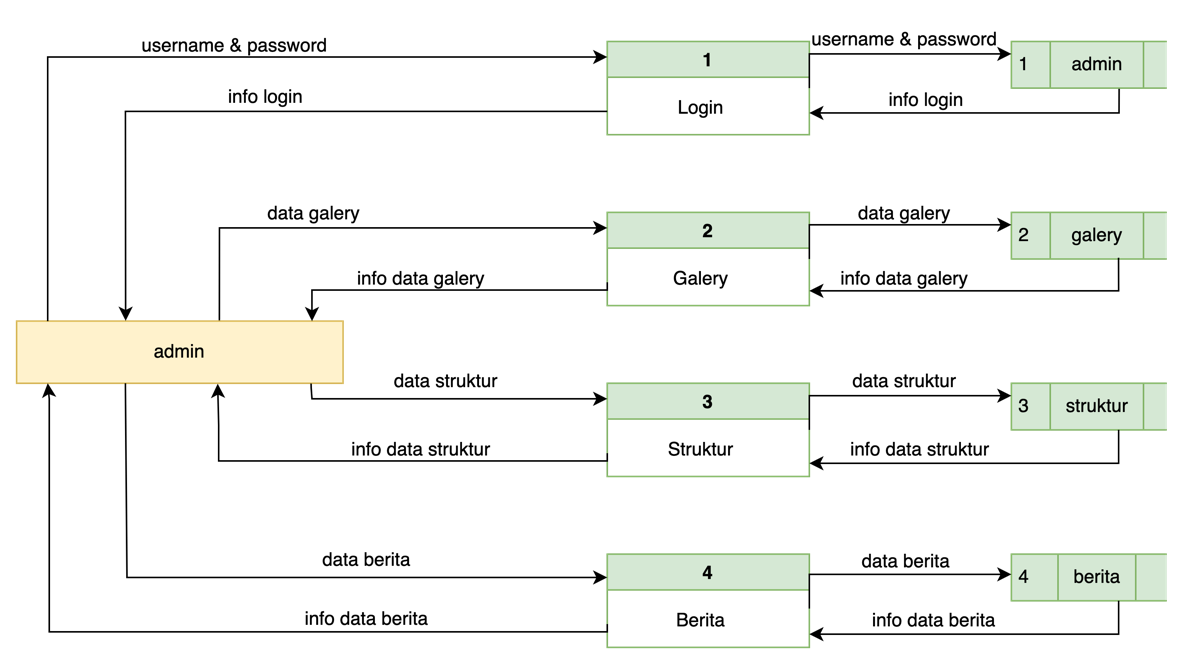 username & password
1
username & password
1
admin
info login
Login
info login
data galery
2
data galery
2
galery
info data galery
Galery
info data galery
admin
data struktur
3
data struktur
3
struktur
info data struktur
Struktur
info data struktur
data berita
4
data berita
4
berita
info data berita
Berita
info data berita